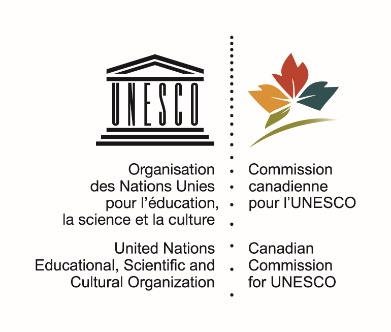 UNESCO
Organisation
des Nations Unies
pour l'éducation,
la science et la culture
United Nations
Educational, Scientific and
Cultural Organization
Commission
canadienne
pour l'UNESCO
Canadian
Commission
for UNESCO